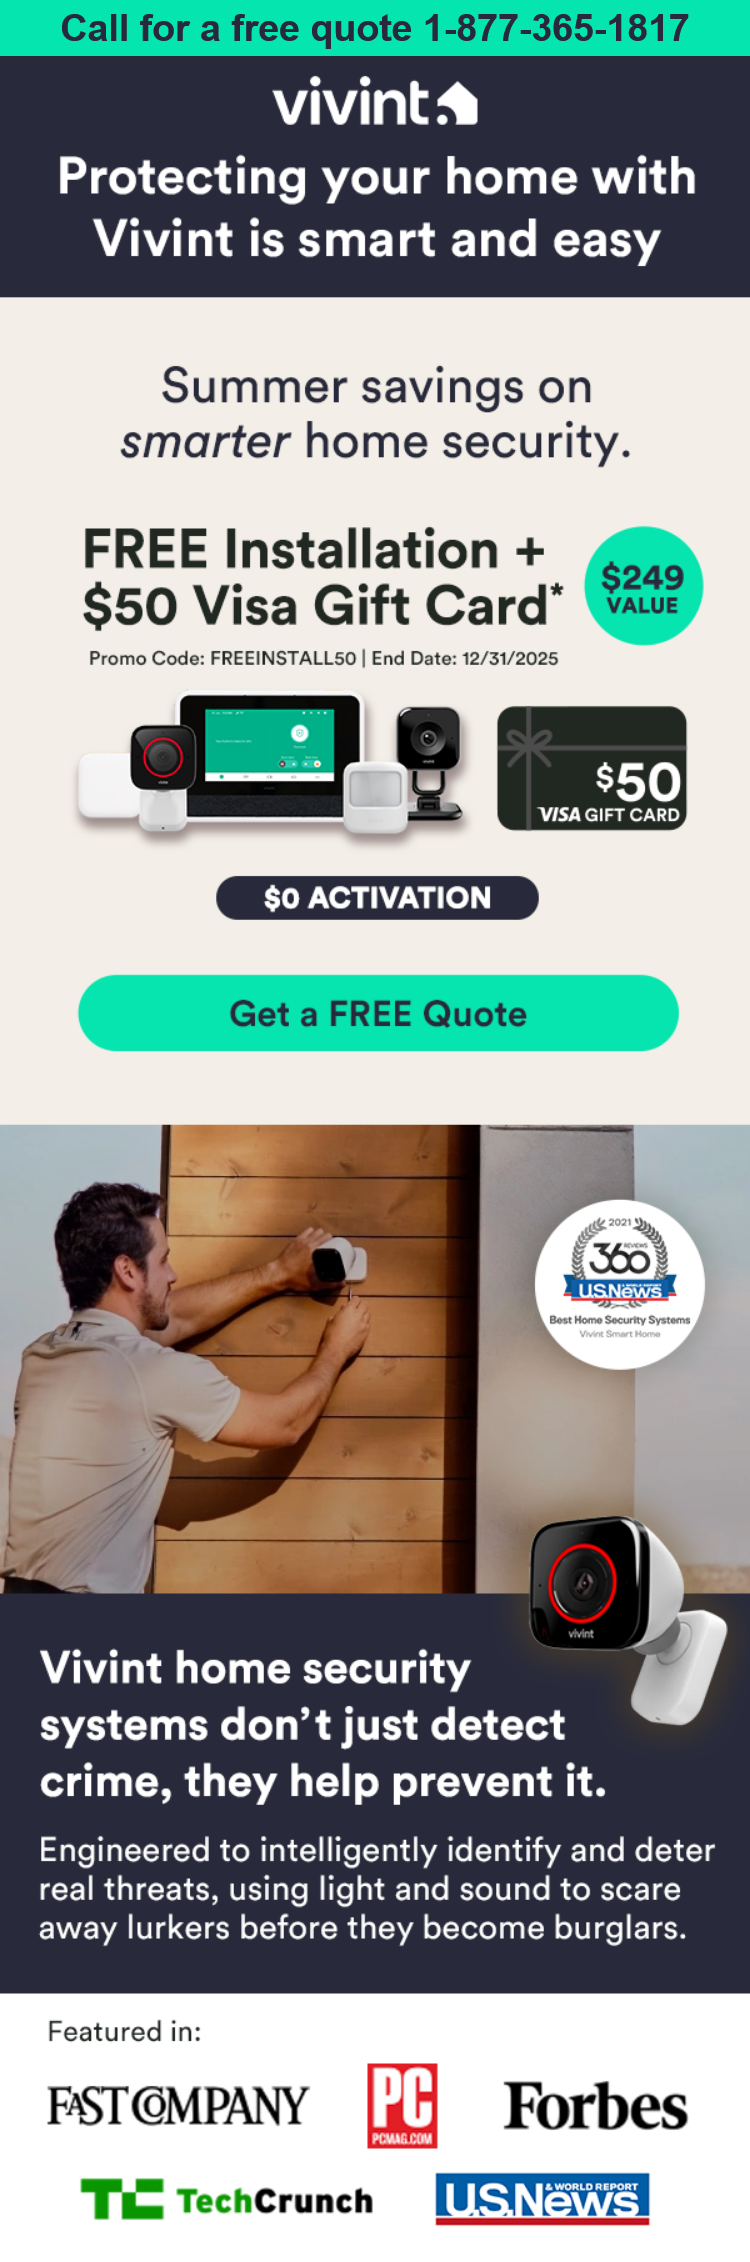 Call for a free quote 1-877-365-1817
vivint
Protecting your home with
Vivint is smart and easy
Summer savings on
smarter home security.
FREE Installation +
$50 Visa Gift Card*
$249
VALUE
Promo Code: FREEINSTALL50 | End Date: 12/31/2025
$50
VISA GIFT CARD
$0 ACTIVATION
Get a FREE Quote
2021
360
REVIEWS
U.S.News
& WORLD REPORT
Best Home Security Systems
Vivint Smart Home
vivint
Vivint home security
systems don't just detect
crime, they help prevent it.
Engineered to intelligently identify and deter
real threats, using light and sound to scare
away lurkers before they become burglars.
Featured in:
FAST COMPANY
PC
PCMAG.COM
Forbes
TC TechCrunch
U.S.News
& WORLD REPORT